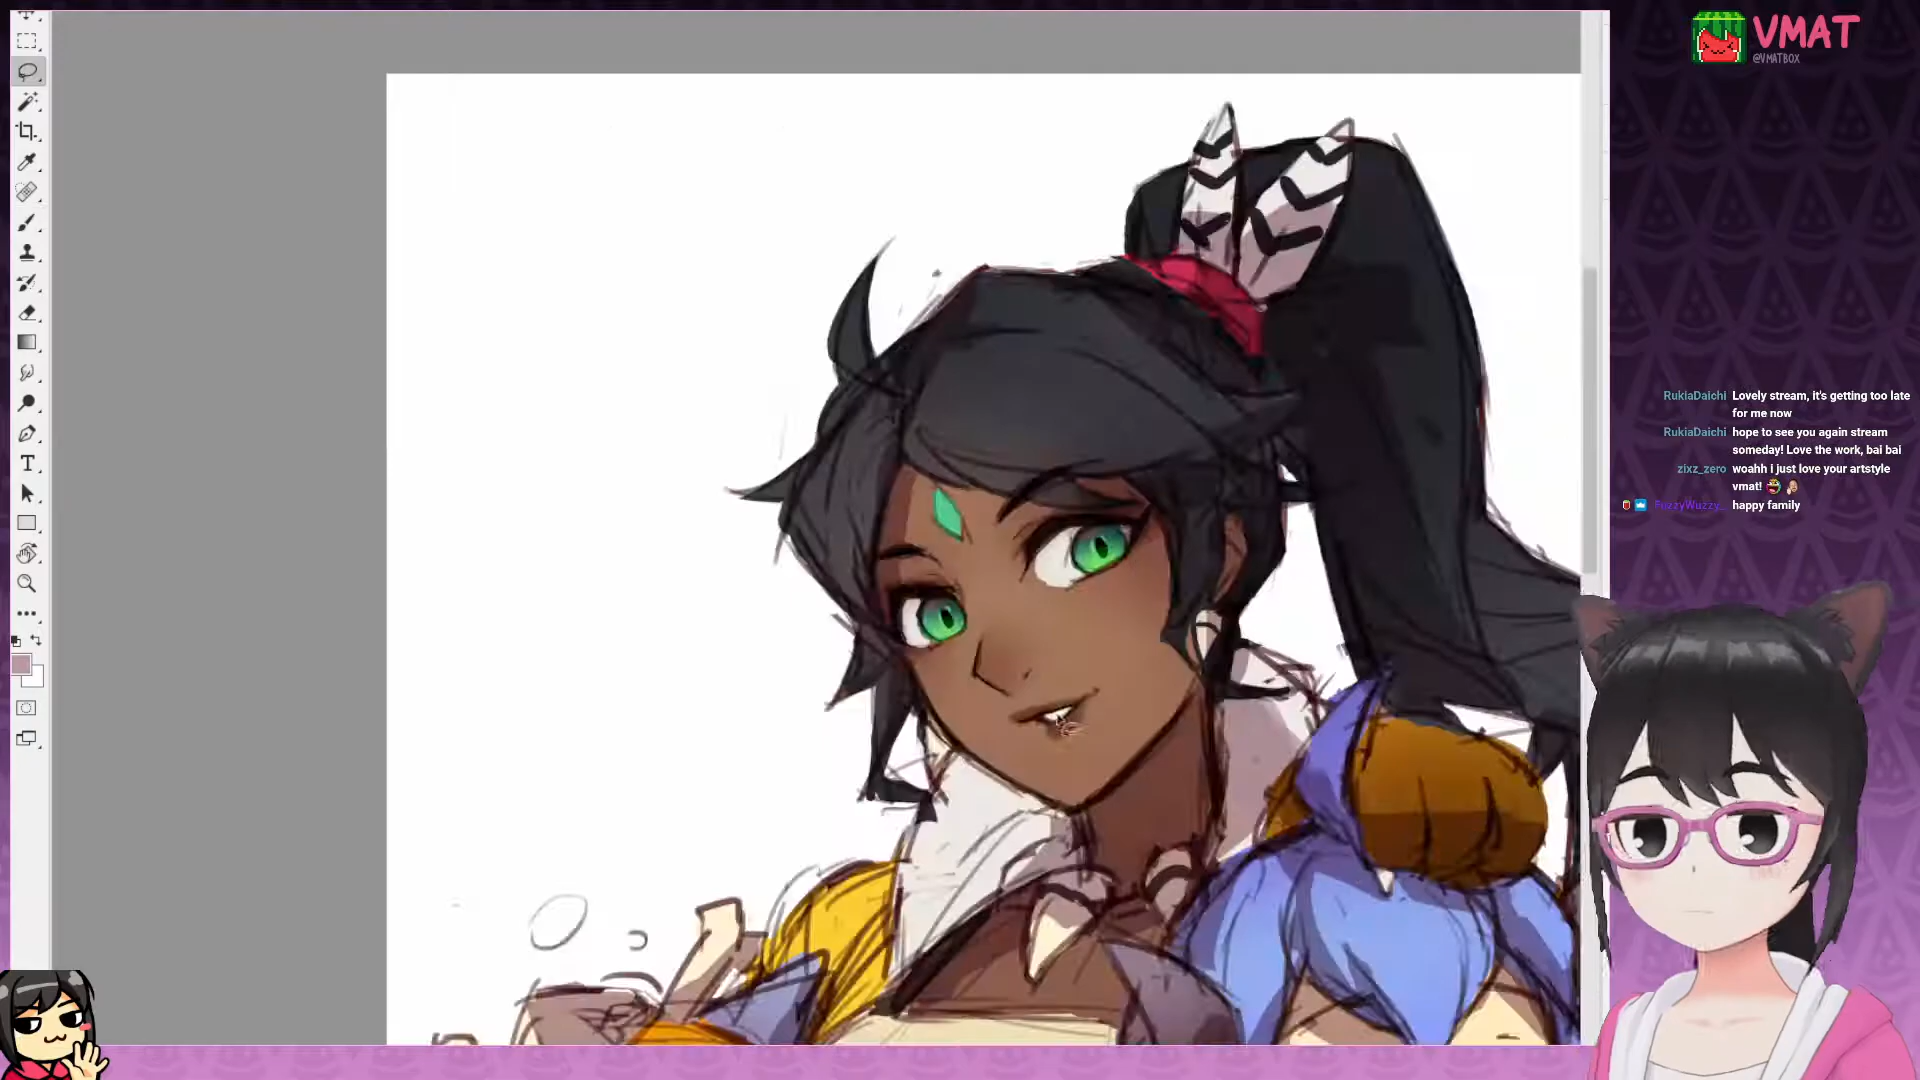 VMAT
@VMATBOX
RukiaDaichi Lovely stream, it's getting too late
for me now
RukiaDaichi hope to see you again stream
someday! Love the work, bai bai
zixz_zero woahh i just love your artstyle
vmat!
FuzzyWuzzy... happy family
T